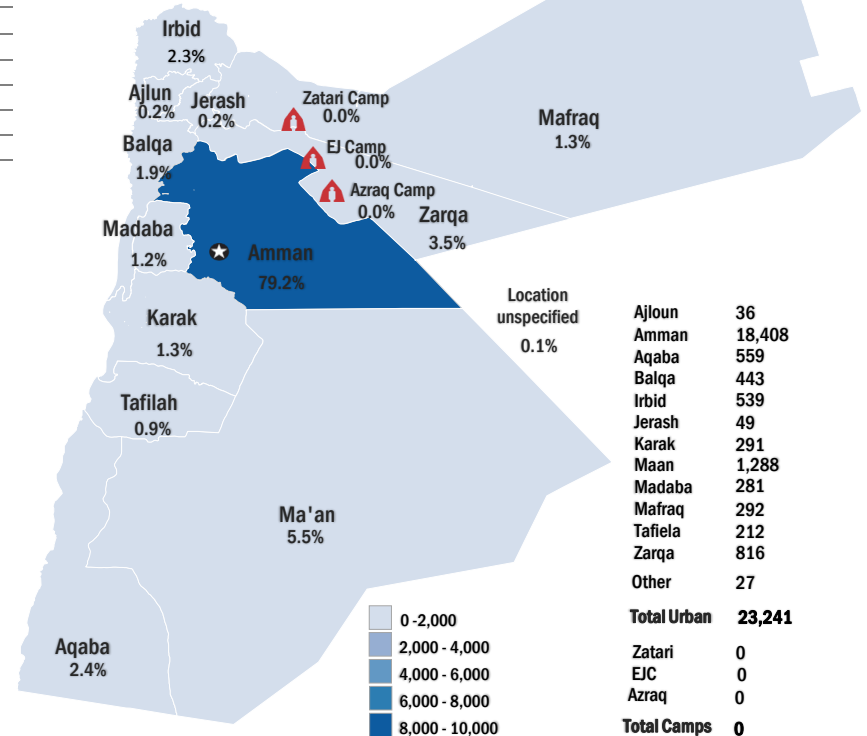 Irbid
2.3%
Ajlun
0.2%
Jerash
0.2%
Zatari Camp
0.0%
Mafraq
1.3%
Balqa
1.9%
EJ Camp
0.0%
Azraq Camp
0.0%
Zarqa
3.5%
Madaba
1.2%
Amman
79.2%
Karak
1.3%
Location
unspecified
0.1%
Tafilah
0.9%
Ma'an
5.5%
Aqaba
2.4%
0 -2,000
2,000 - 4,000
4,000 - 6,000
6,000 - 8,000
8,000 - 10,000
Ajloun 36
Amman 18,408
Aqaba 559
Balqa 443
Irbid 539
Jerash 49
Karak 291
Maan 1,288
Madaba 281
Mafraq 292
Tafiela 212
Zarqa 816
Other 27
Total Urban 23,241
Zatari 0
EJC 0
Azraq 0
Total Camps 0